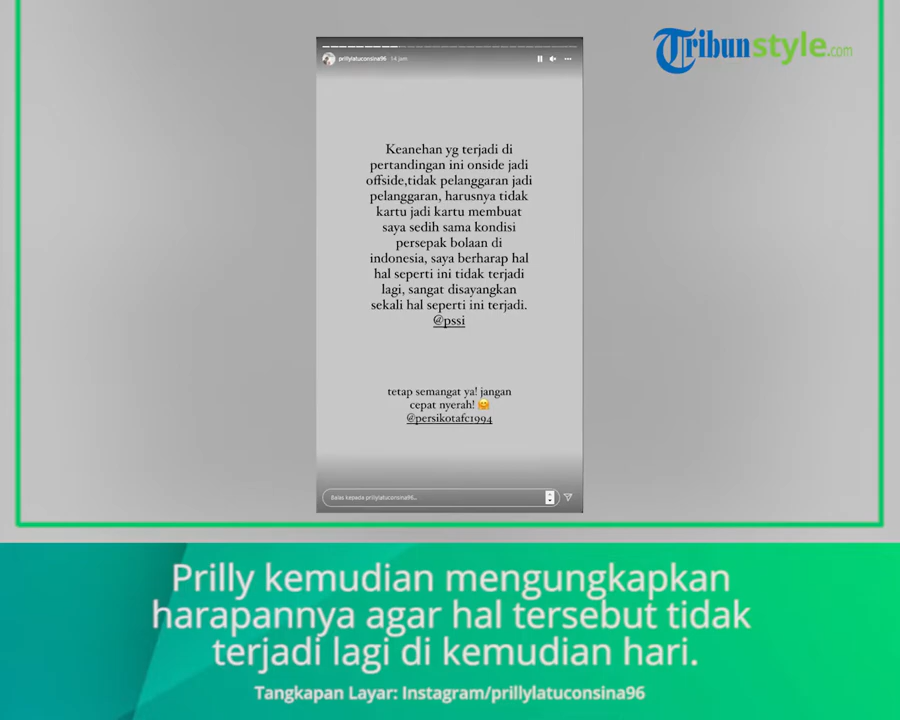 Tribunstyle.com
prillylatuconsina96 14 jam
Keanehan yg terjadi di
pertandingan ini onside jadi
offside,tidak pelanggaran jadi
pelanggaran, harusnya tidak
kartu jadi kartu membuat
saya sedih sama kondisi
persepak bolaan di
indonesia, saya berharap hal
hal seperti ini tidak terjadi
lagi, sangat disayangkan
sekali hal seperti ini terjadi.
@pssi
tetap semangat ya! jangan
cepat nyerah! 🤗
@persikotafc1994
Balas kepada prillylatuconsina96...
Prilly kemudian mengungkapkan
harapannya agar hal tersebut tidak
terjadi lagi di kemudian hari.
Tangkapan Layar: Instagram/prillylatuconsina96